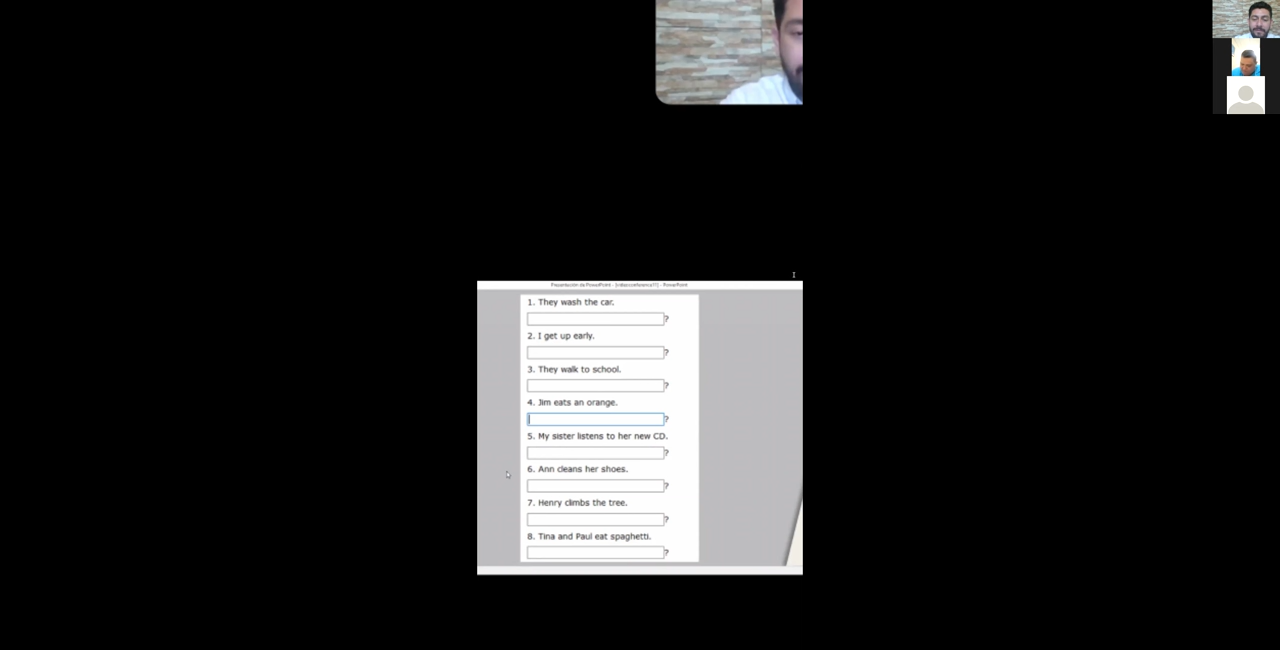 1. They wash the car.
?
2. I get up early.
?
3. They walk to school.
?
4. Jim eats an orange.
?
5. My sister listens to her new CD.
?
6. Ann cleans her shoes.
?
7. Henry climbs the tree.
?
8. Tina and Paul eat spaghetti.
?